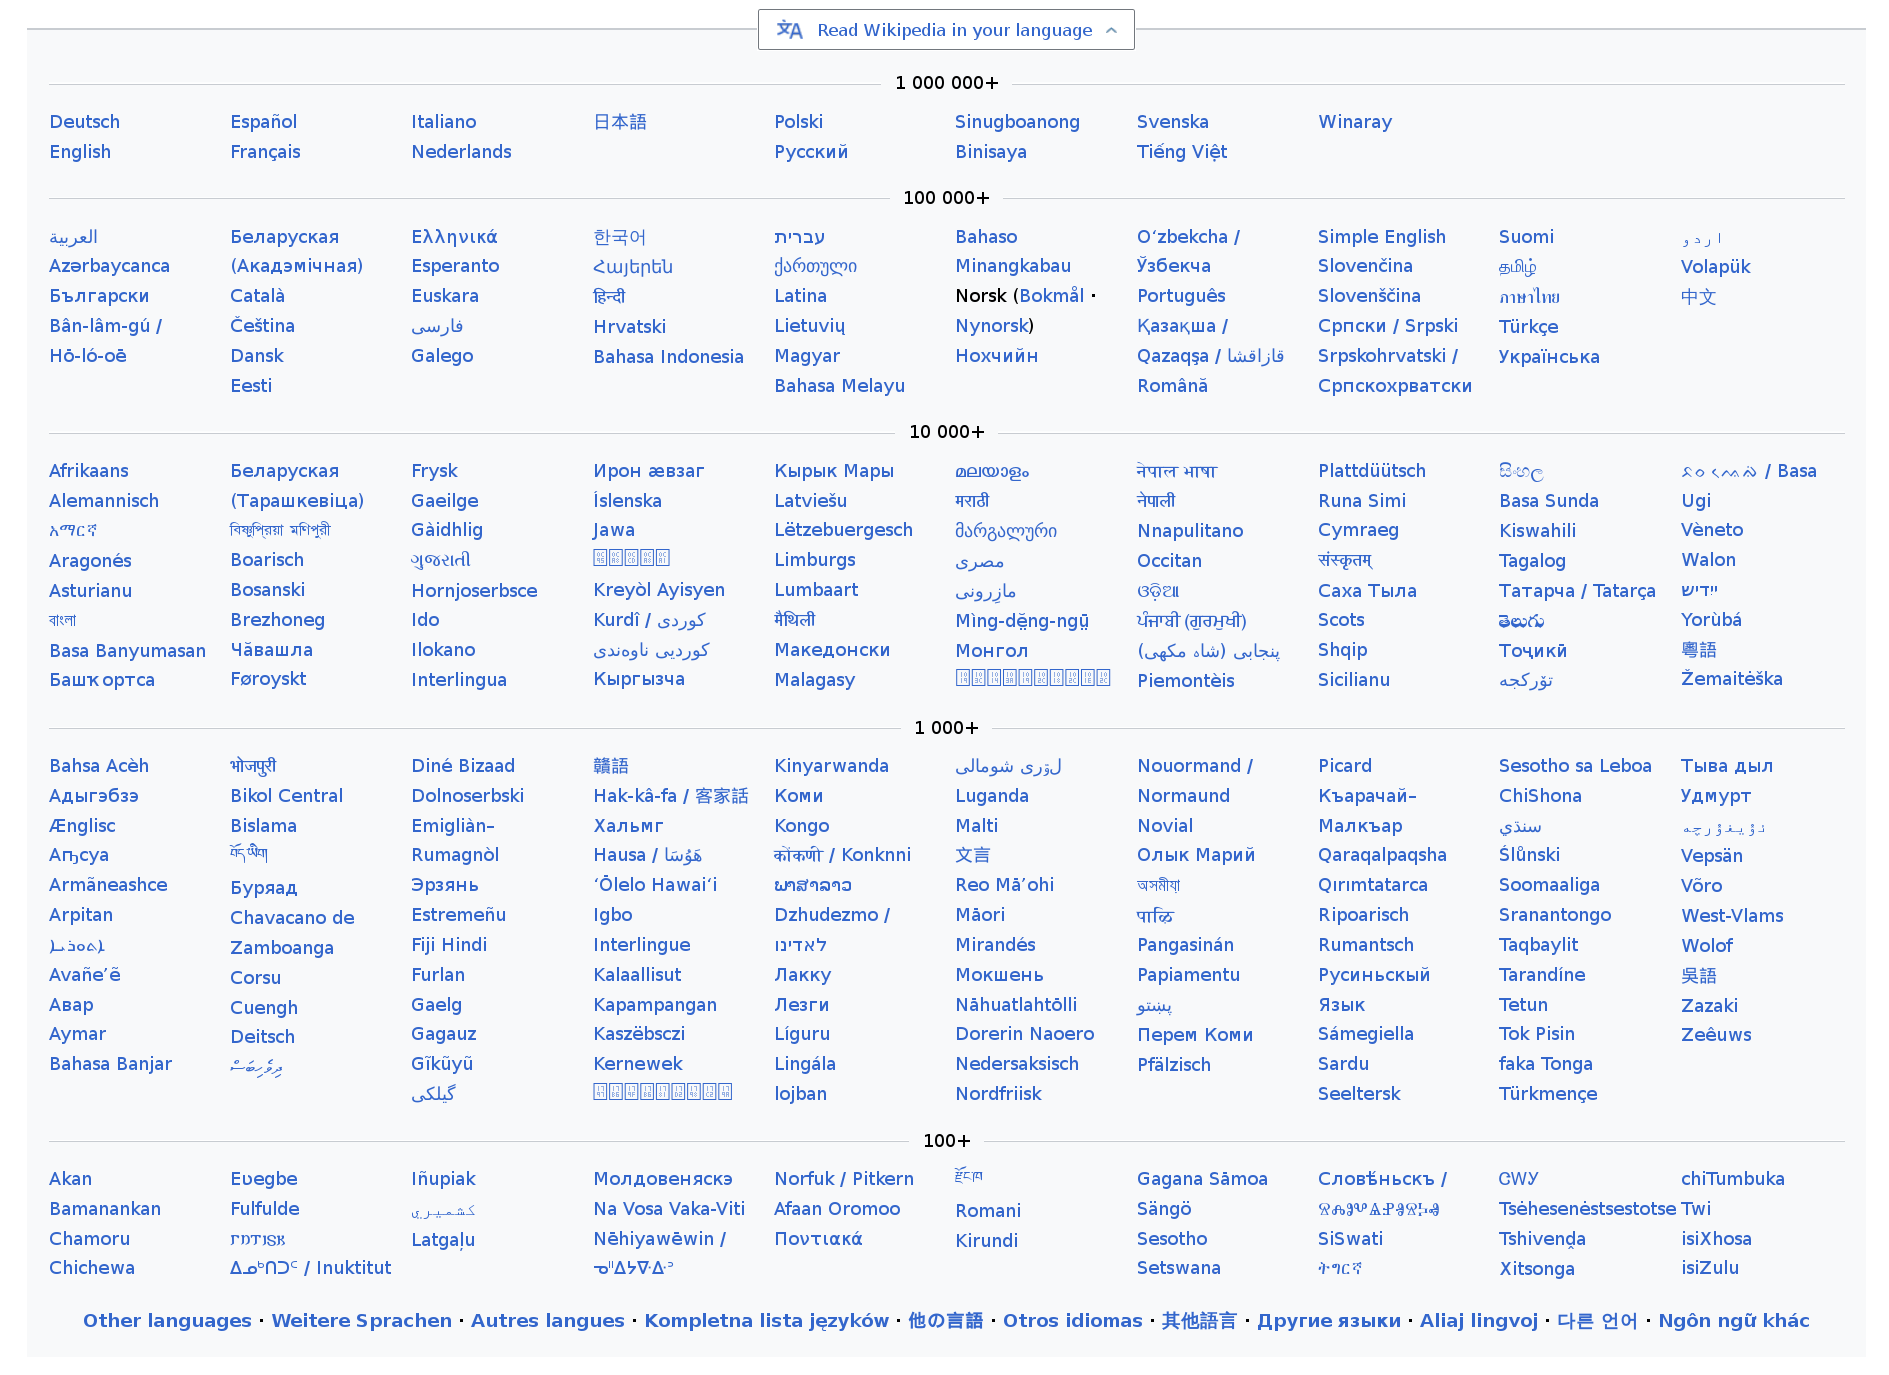 Read Wikipedia in your language
1 000 000+
Deutsch
English
Español
Français
Italiano
Nederlands
日本語
Polski
Русский
Sinugboanong
Binisaya
Svenska
Tiếng Việt
Winaray
100 000+
العربية
Azərbaycanca
Български
Bân-lâm-gú /
Hō-ló-oē
Беларуская
(Акадэмічная)
Català
Čeština
Dansk
Eesti
Ελληνικά
Esperanto
Euskara
فارسی
Galego
한국어
Հայերեն
हिन्दी
Hrvatski
Bahasa Indonesia
עברית
ქართული
Latina
Lietuvių
Magyar
Bahasa Melayu
Bahaso
Minangkabau
Norsk (Bokmål ·
Nynorsk)
Нохчийн
Oʻzbekcha /
Ўзбекча
Português
Қазақша /
Qazaqşa / قازاقشا
Română
Simple English
Slovenčina
Slovenščina
Српски / Srpski
Srpskohrvatski /
Српскохрватски
Suomi
தமிழ்
ภาษาไทย
Türkçe
Українська
اردو
Volapük
中文
10 000+
Afrikaans
Alemannisch
አማርኛ
Aragonés
Asturianu
বাংলা
Basa Banyumasan
Башҡортса
Беларуская
(Тарашкевіца)
বিষ্ণুপ্রিয়া মণিপুরী
Boarisch
Bosanski
Brezhoneg
Чӑвашла
Føroyskt
Frysk
Gaeilge
Gàidhlig
ગુજરાતી
Hornjoserbsce
Ido
Ilokano
Interlingua
Ирон æвзаг
Íslenska
Jawa
Kreyòl Ayisyen
Kurdî / كوردی
کوردیی ناوەندی
Кыргызча
Кырык Мары
Latviešu
Lëtzebuergesch
Limburgs
Lumbaart
मैथिली
Македонски
Malagasy
മലയാളം
मराठी
მარგალური
مصرى
مازِرونی
Mìng-dĕ̤ng-ngṳ̄
Монгол
नेपाल भाषा
नेपाली
Nnapulitano
Occitan
ଓଡ଼ିଆ
ਪੰਜਾਬੀ (ਗੁਰਮੁਖੀ)
پنجابی (شاہ مکھی)
Piemontèis
Plattdüütsch
Runa Simi
Cymraeg
संस्कृतम्
Саха Тыла
Scots
Shqip
Sicilianu
සිංහල
Basa Sunda
Kiswahili
Tagalog
Татарча / Tatarça
తెలుగు
Тоҷикӣ
تۆرکجه
ᨅᨔ ᨕᨘᨁᨗ / Basa
Ugi
Vèneto
Walon
ייִדיש
Yorùbá
粵語
Žemaitėška
1 000+
Bahsa Acèh
Адыгэбзэ
Ænglisc
Аҧсуа
Armãneashce
Arpitan
ܐܬܘܪܝܐ
Avañe’ẽ
Авар
Aymar
Bahasa Banjar
भोजपुरी
Bikol Central
Bislama
བོད་ཡིག
Буряад
Chavacano de
Zamboanga
Corsu
Cuengh
Deitsch
ދިވެހިބަސް
Diné Bizaad
Dolnoserbski
Emigliàn–
Rumagnòl
Эрзянь
Estremeñu
Fiji Hindi
Furlan
Gaelg
Gagauz
Gĩkũyũ
گیلکی
贛語
Hak-kâ-fa / 客家話
Хальмг
Hausa / هَوُسَا
ʻŌlelo Hawaiʻi
Igbo
Interlingue
Kalaallisut
Kapampangan
Kaszëbsczi
Kernewek
Kinyarwanda
Коми
Kongo
कोंकणी / Konknni
ພາສາລາວ
Dzhudezmo /
לאדינו
Лакку
Лезги
Líguru
Lingála
lojban
لۊری شومالی
Luganda
Malti
文言
Reo Mā’ohi
Māori
Mirandés
Мокшень
Nāhuatlahtōlli
Dorerin Naoero
Nedersaksisch
Nordfriisk
Nouormand /
Normaund
Novial
Олык Марий
অসমীয়া
पाऴि
Pangasinán
Papiamentu
پښتو
Перем Коми
Pfälzisch
Picard
Къарачай–
Малкъар
Qaraqalpaqsha
Qırımtatarca
Ripoarisch
Rumantsch
Русиньскый
Язык
Sámegiella
Sardu
Seeltersk
Sesotho sa Leboa
ChiShona
سنڌي
Ślůnski
Soomaaliga
Sranantongo
Taqbaylit
Tarandíne
Tetun
Tok Pisin
faka Tonga
Türkmençe
Тыва дыл
Удмурт
ئۇيغۇرچه
Vepsän
Võro
West-Vlams
Wolof
吳語
Zazaki
Zeêuws
100+
Akan
Bamanankan
Chamoru
Chichewa
Eʋegbe
Fulfulde
𐌲𐌿𐍄𐌹𐍃𐌺
ᐃᓄᒃᑎᑐᑦ / Inuktitut
Iñupiak
كشميري
Latgaļu
Молдовеняскэ
Na Vosa Vaka-Viti
Nēhiyawēwin /
ᓀᐦᐃᔭᐍᐏᐣ
Norfuk / Pitkern
Afaan Oromoo
Ποντιακά
རྫོང་ཁ
Romani
Kirundi
Gagana Sāmoa
Sängö
Sesotho
Setswana
Словѣ́ньскъ /
ⰔⰎⰑⰂⰡⰐⰠⰔⰍⰟ
SiSwati
ትግርኛ
ᏣᎳᎩ
Tsėhesenėstsestotse
Tshivenḓa
Xitsonga
chiTumbuka
Twi
isiXhosa
isiZulu
Other languages · Weitere Sprachen · Autres langues · Kompletna lista języków · 他の言語 · Otros idiomas · 其他語言 · Другие языки · Aliaj lingvoj · 다른 언어 · Ngôn ngữ khác